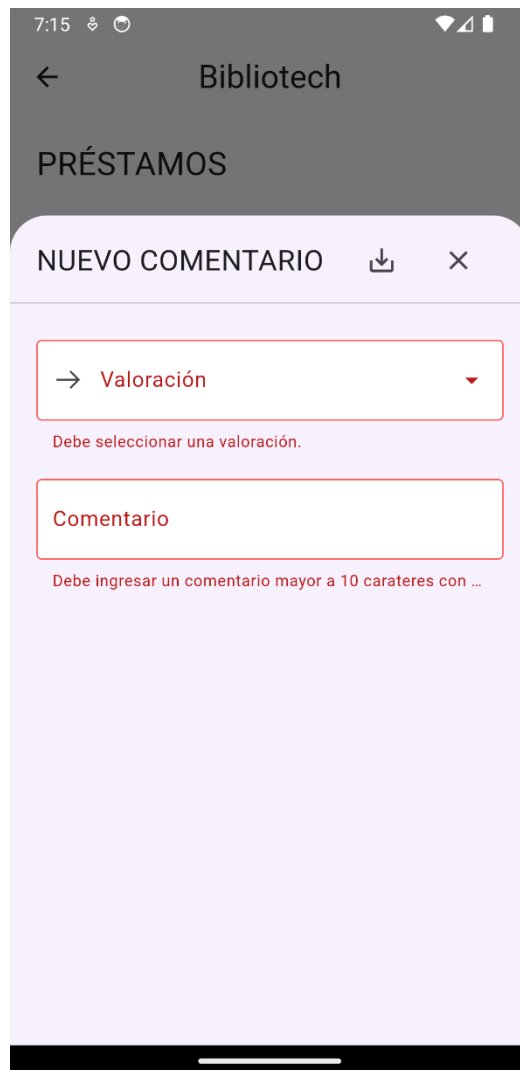 7:15
Bibliotech
PRÉSTAMOS
NUEVO COMENTARIO
Valoración
Debe seleccionar una valoración.
Comentario
Debe ingresar un comentario mayor a 10 carateres con ...